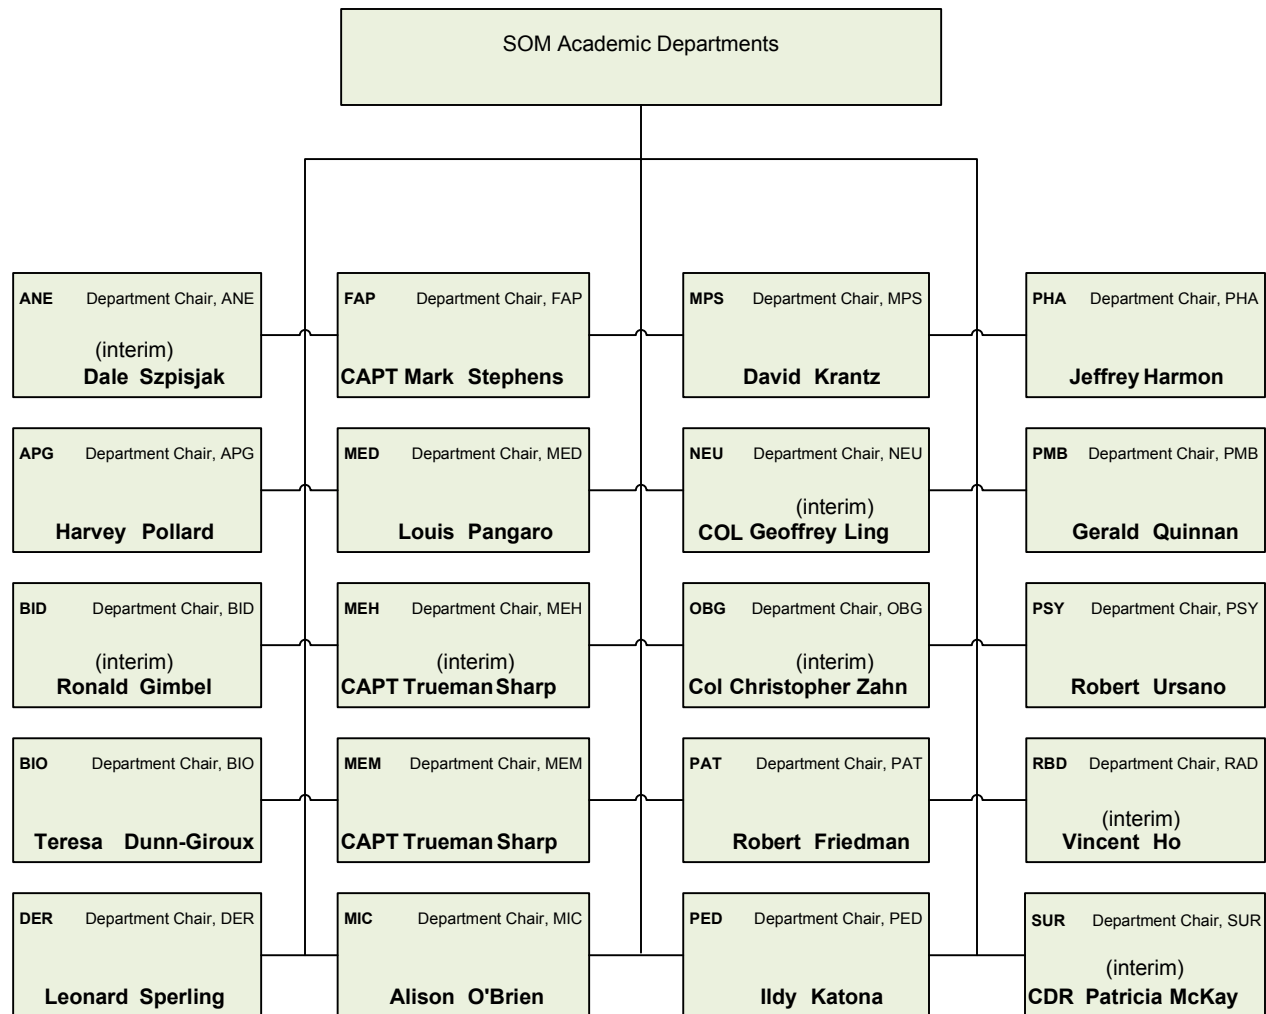 SOM Academic Departments
ANE Department Chair, ANE
(interim)
Dale Szpisjak
FAP Department Chair, FAP
CAPT Mark Stephens
MPS Department Chair, MPS
David Krantz
PHA Department Chair, PHA
Jeffrey Harmon
APG Department Chair, APG
Harvey Pollard
MED Department Chair, MED
Louis Pangaro
NEU Department Chair, NEU
(interim)
COL Geoffrey Ling
PMB Department Chair, PMB
Gerald Quinnan
BID Department Chair, BID
(interim)
Ronald Gimbel
MEH Department Chair, MEH
(interim)
CAPT Trueman Sharp
OBG Department Chair, OBG
(interim)
Col Christopher Zahn
PSY Department Chair, PSY
Robert Ursano
BIO Department Chair, BIO
Teresa Dunn-Giroux
MEM Department Chair, MEM
CAPT Trueman Sharp
PAT Department Chair, PAT
Robert Friedman
RBD Department Chair, RAD
(interim)
Vincent Ho
DER Department Chair, DER
Leonard Sperling
MIC Department Chair, MIC
Alison O'Brien
PED Department Chair, PED
Ildy Katona
SUR Department Chair, SUR
(interim)
CDR Patricia McKay